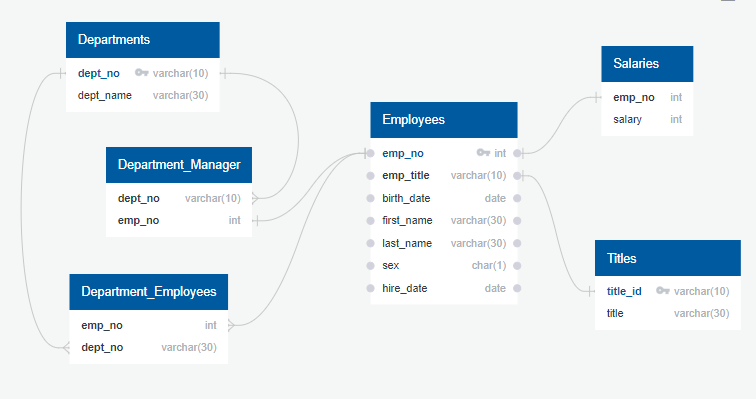 Departments
dept_no varchar(10)
dept_name varchar(30)
Department_Manager
dept_no varchar(10)
emp_no int
Department_Employees
emp_no int
dept_no varchar(30)
Employees
emp_no int
emp_title varchar(10)
birth_date date
first_name varchar(30)
last_name varchar(30)
sex char(1)
hire_date date
Salaries
emp_no int
salary int
Titles
title_id varchar(10)
title varchar(30)